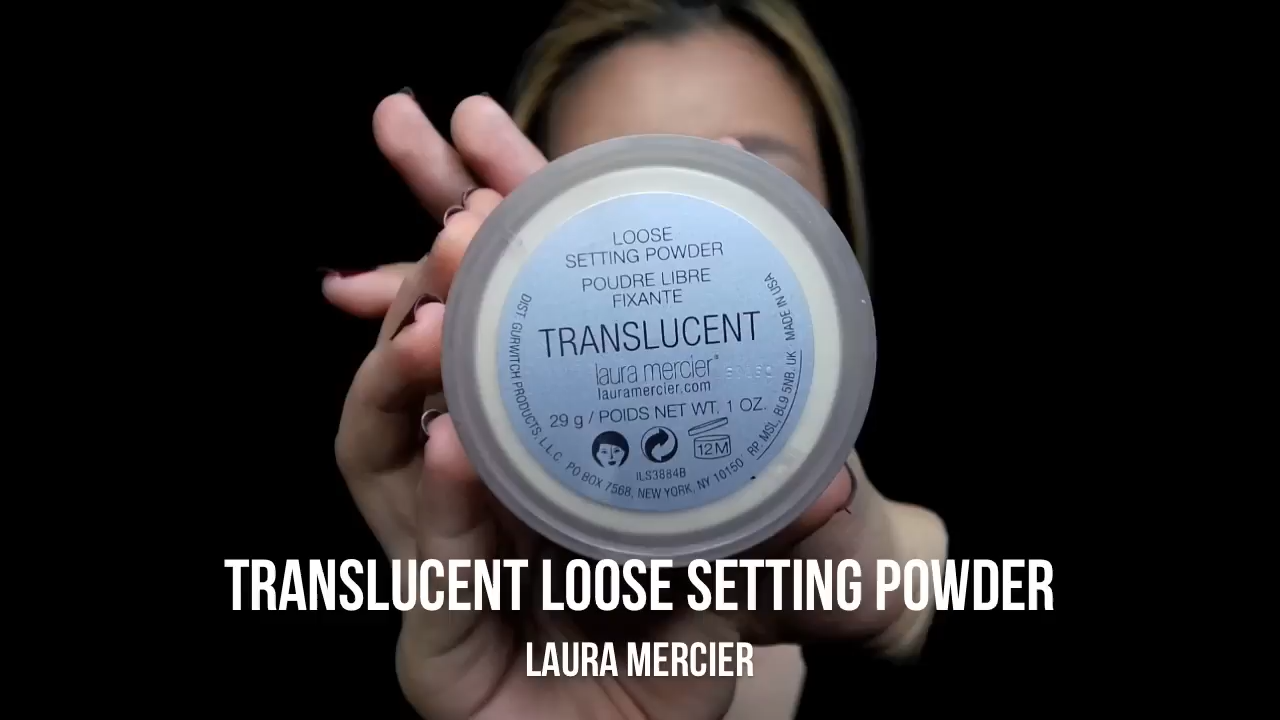 LOOSE
SETTING POWDER
POUDRE LIBRE
FIXANTE
TRANSLUCENT
laura mercier®
lauramercier.com
29 g / POIDS NET WT. 1 OZ.
12M
ILS3884B
DIST. GURWITCH PRODUCTS, L.L.C PO BOX 7568, NEW YORK, NY 10150 RP. MSL, BL9 5NB. UK MADE IN USA
TRANSLUCENT LOOSE SETTING POWDER
LAURA MERCIER